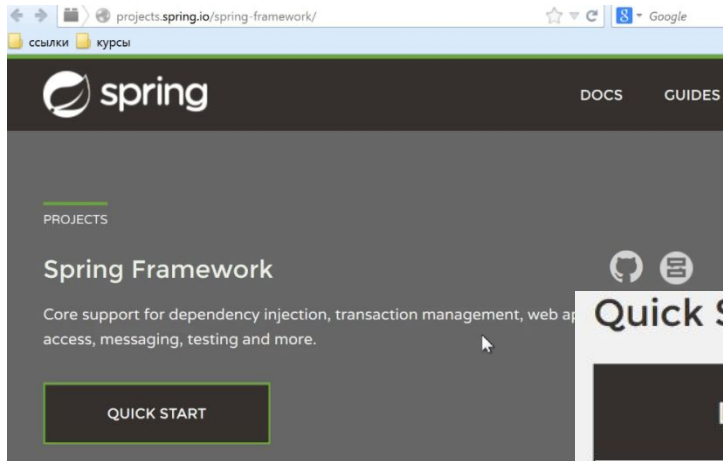 projects.spring.io/spring-framework/
Google
ссылки курсы
spring
DOCS GUIDES
PROJECTS
Spring Framework
Core support for dependency injection, transaction management, web
access, messaging, testing and more.
Quick
QUICK START